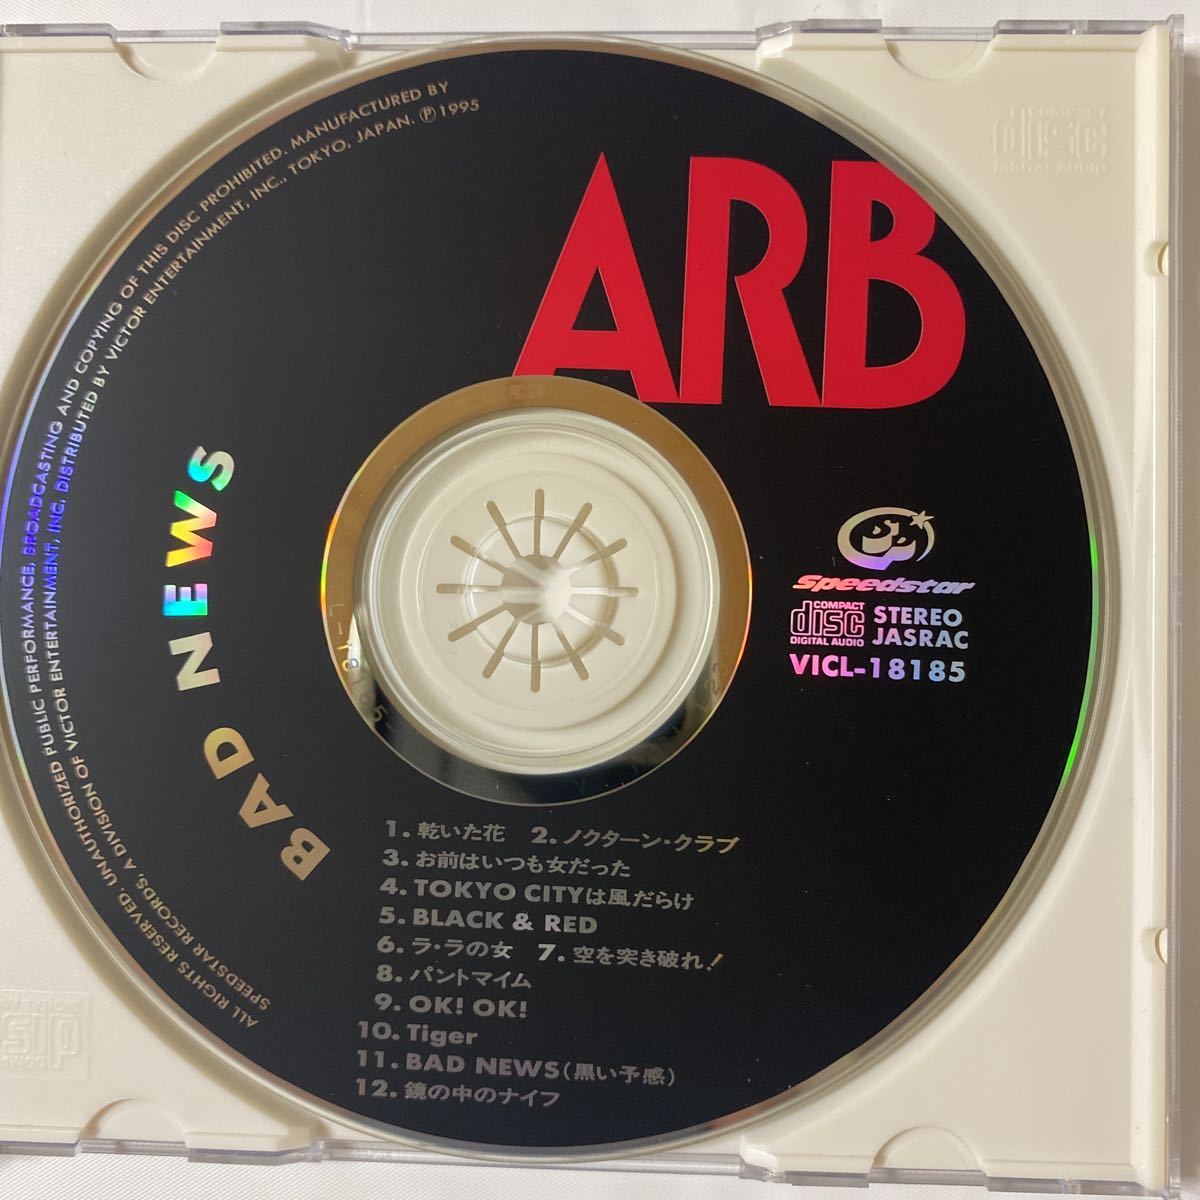 ARB
BAD NEWS
Speedstar
COMPACT
disc
DIGITAL AUDIO
STEREO
JASRAC
VICL-18185
1. 乾いた花 2. ノクターン・クラブ
3. お前はいつも女だった
4. TOKYO CITYは風だらけ
5. BLACK & RED
6. ラ・ラの女 7. 空を突き破れ!
8. パントマイム
9. OK! OK!
10. Tiger
11. BAD NEWS(黒い予感)
12. 鏡の中のナイフ
ALL RIGHTS RESERVED. UNAUTHORIZED PUBLIC PERFORMANCE, BROADCASTING AND COPYING OF THIS DISC PROHIBITED. MANUFACTURED BY
SPEEDSTAR RECORDS, A DIVISION OF VICTOR ENTERTAINMENT, INC. DISTRIBUTED BY VICTOR ENTERTAINMENT, INC., TOKYO, JAPAN. Ⓟ1995
COMPACT
disc
DIGITAL AUDIO
disc